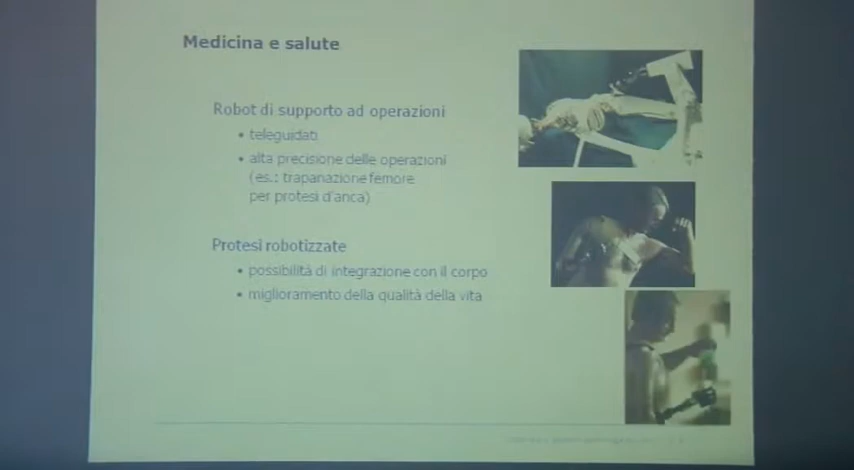 Medicina e salute
Robot di supporto ad operazioni
• teleguidati
• alta precisione delle operazioni
(es.: trapanazione femore
per protesi d'anca)
Protesi robotizzate
• possibilità di integrazione con il corpo
• miglioramento della qualità della vita